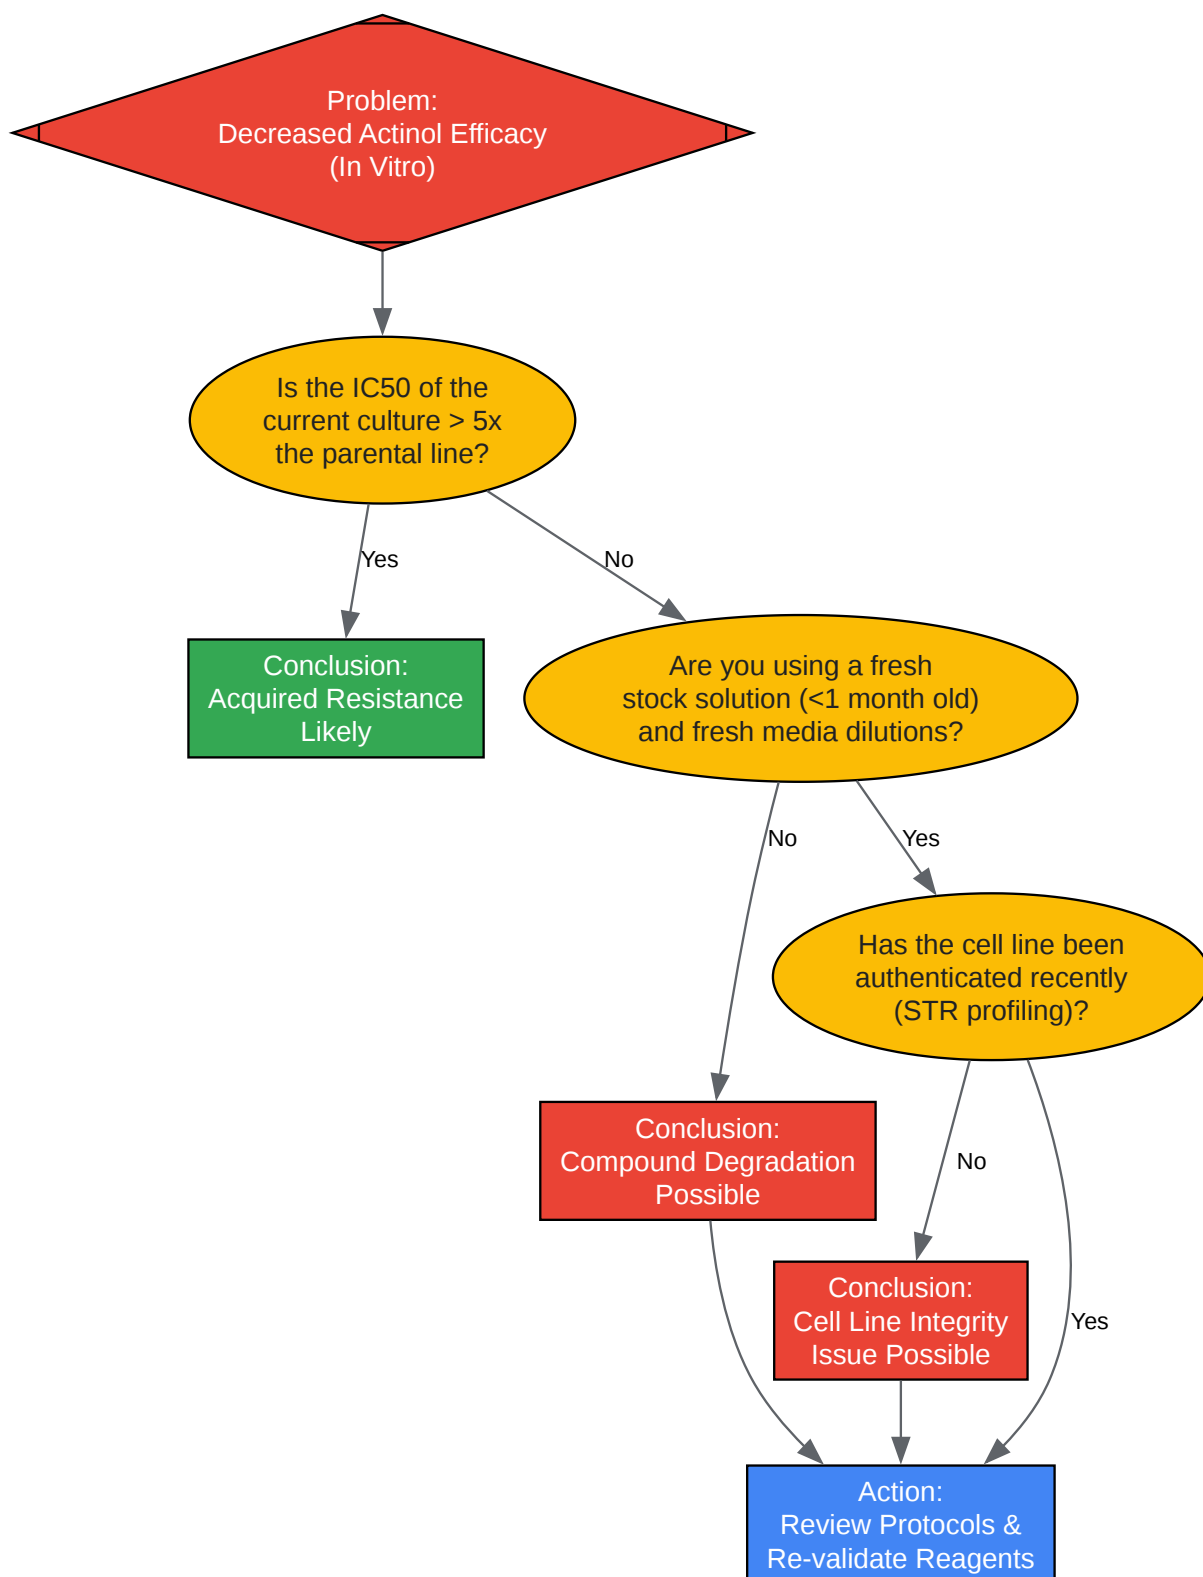 Problem:
Decreased Actinol Efficacy
(In Vitro)
Is the IC50 of the
current culture > 5x
the parental line?
Yes
No
Conclusion:
Acquired Resistance
Likely
Are you using a fresh
stock solution (<1 month old)
and fresh media dilutions?
No
Yes
Has the cell line been
authenticated recently
(STR profiling)?
Conclusion:
Compound Degradation
Possible
No
Conclusion:
Cell Line Integrity
Issue Possible
Yes
Action:
Review Protocols &
Re-validate Reagents